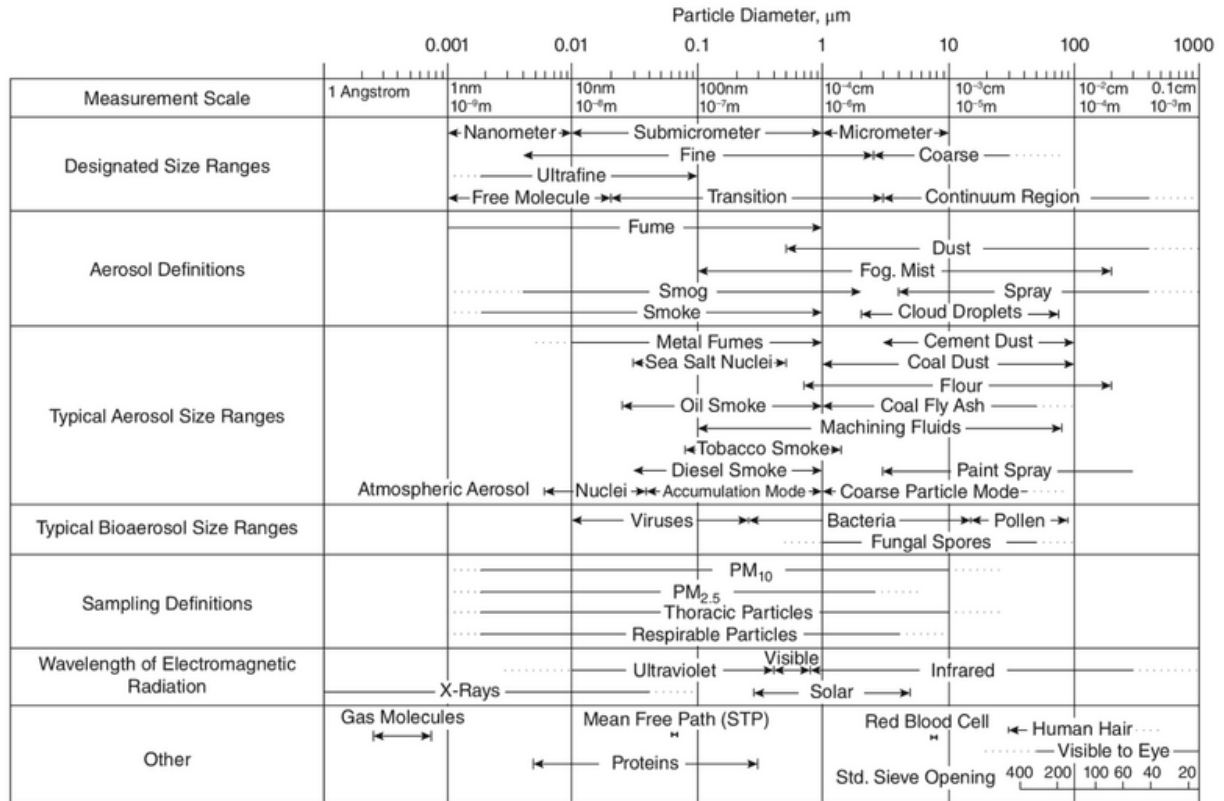 Particle Diameter, μm
0.001 0.01 0.1 1 10 100 1000
Measurement Scale
1 Angstrom 1nm 10nm 100nm 10⁻⁴cm 10⁻³cm 10⁻²cm 0.1cm
10⁻⁹m 10⁻⁸m 10⁻⁷m 10⁻⁶m 10⁻⁵m 10⁻⁴m 10⁻³m
Designated Size Ranges
Nanometer Submicrometer Micrometer
Fine Coarse
Ultrafine
Free Molecule Transition Continuum Region
Aerosol Definitions
Fume
Dust
Fog. Mist
Smog Spray
Smoke Cloud Droplets
Typical Aerosol Size Ranges
Metal Fumes Cement Dust
Sea Salt Nuclei Coal Dust
Flour
Oil Smoke Coal Fly Ash
Machining Fluids
Tobacco Smoke
Diesel Smoke Paint Spray
Atmospheric Aerosol Nuclei Accumulation Mode Coarse Particle Mode
Typical Bioaerosol Size Ranges
Viruses Bacteria Pollen
Fungal Spores
Sampling Definitions
PM₁₀
PM₂.₅
Thoracic Particles
Respirable Particles
Wavelength of Electromagnetic
Radiation
Visible
Ultraviolet Infrared
X-Rays Solar
Other
Gas Molecules Mean Free Path (STP) Red Blood Cell
Human Hair
Visible to Eye
Proteins
Std. Sieve Opening 400 200 100 60 40 20